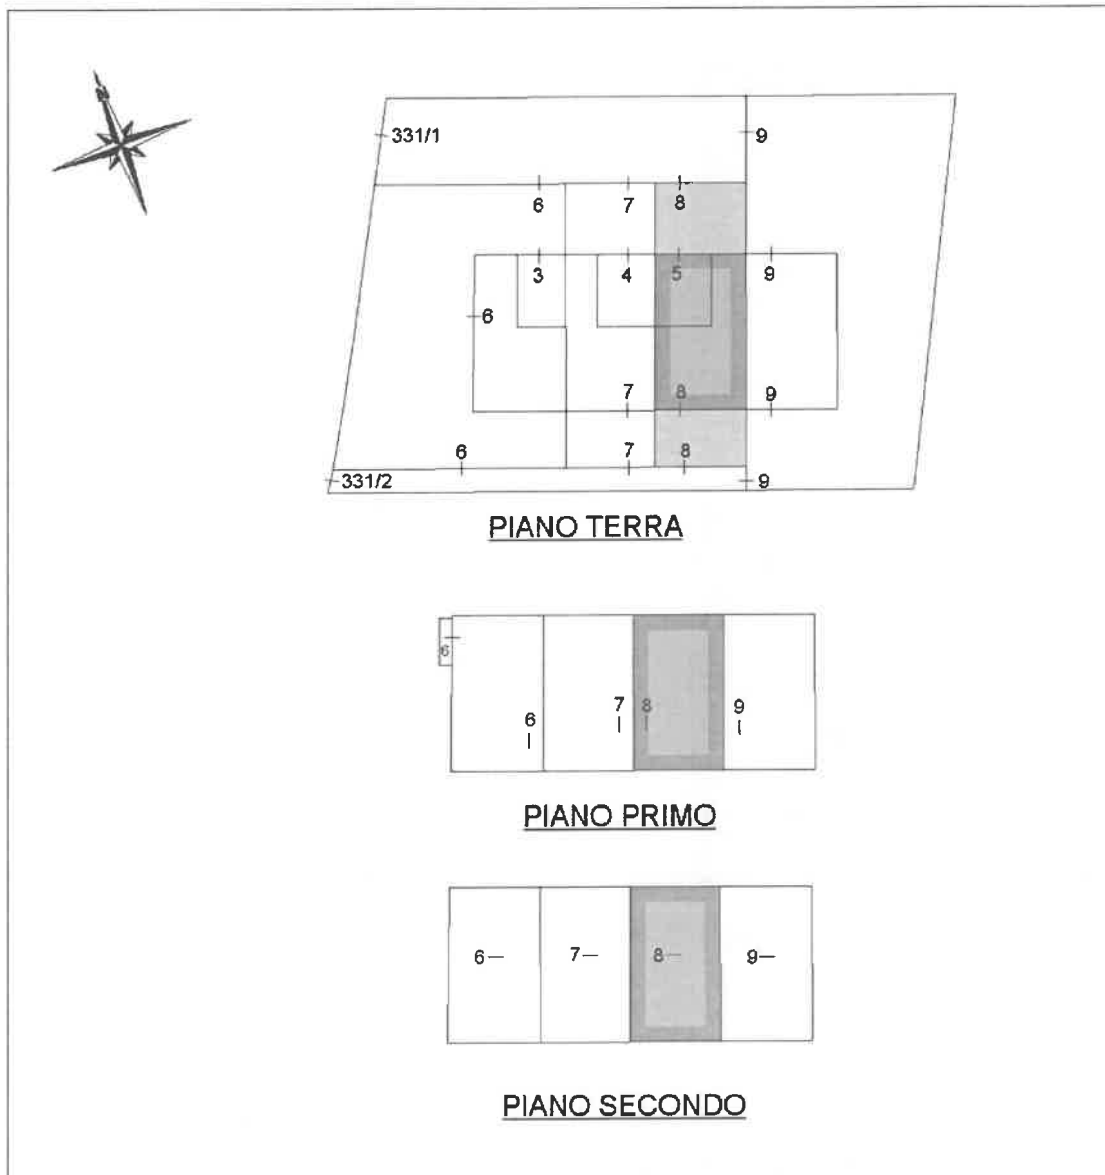 N
331/1 9
6 7 8
3 4 5 9
6
7 8 9
6 7 8
331/2 9
PIANO TERRA
6
7 8 9
6
PIANO PRIMO
6 7 8 9
PIANO SECONDO